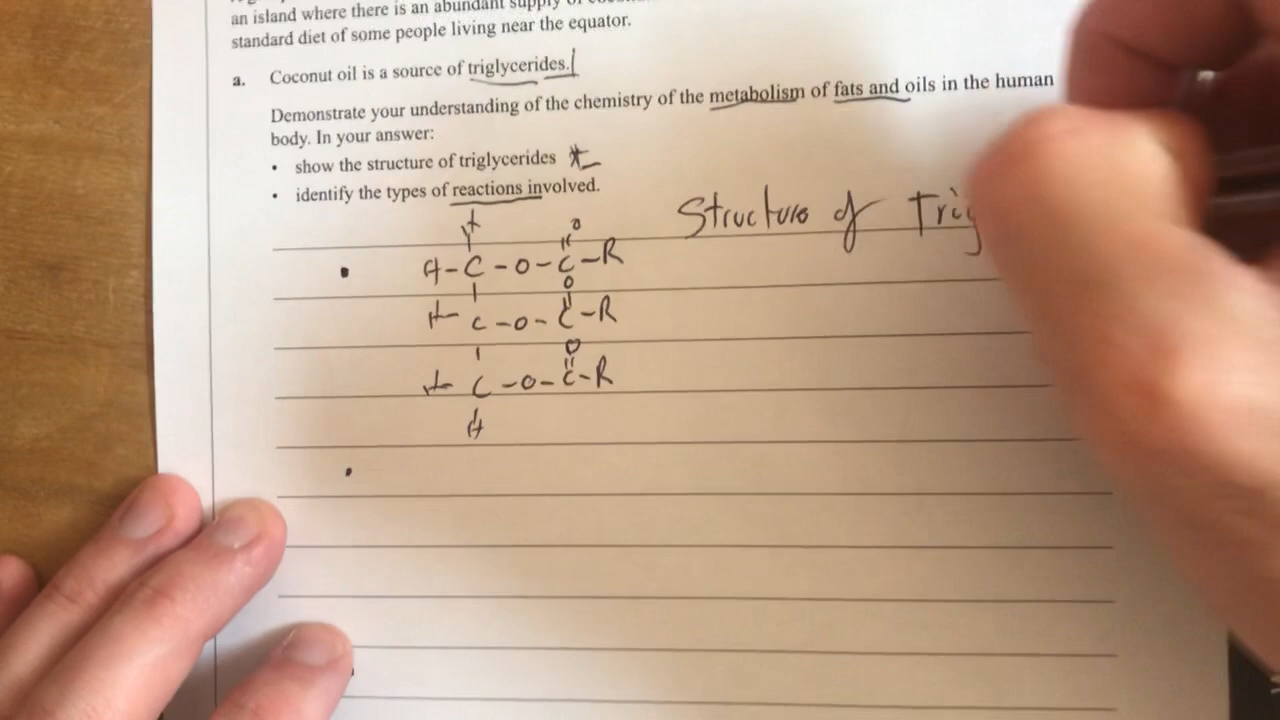 an island where there is an abundant supply of
standard diet of some people living near the equator.
a. Coconut oil is a source of triglycerides.
Demonstrate your understanding of the chemistry of the metabolism of fats and oils in the human
body. In your answer:
• show the structure of triglycerides *
• identify the types of reactions involved.
Structure of Trig
H O
H-C-O-C-R
O
H-C-O-C-R
O
H-C-O-C-R
H